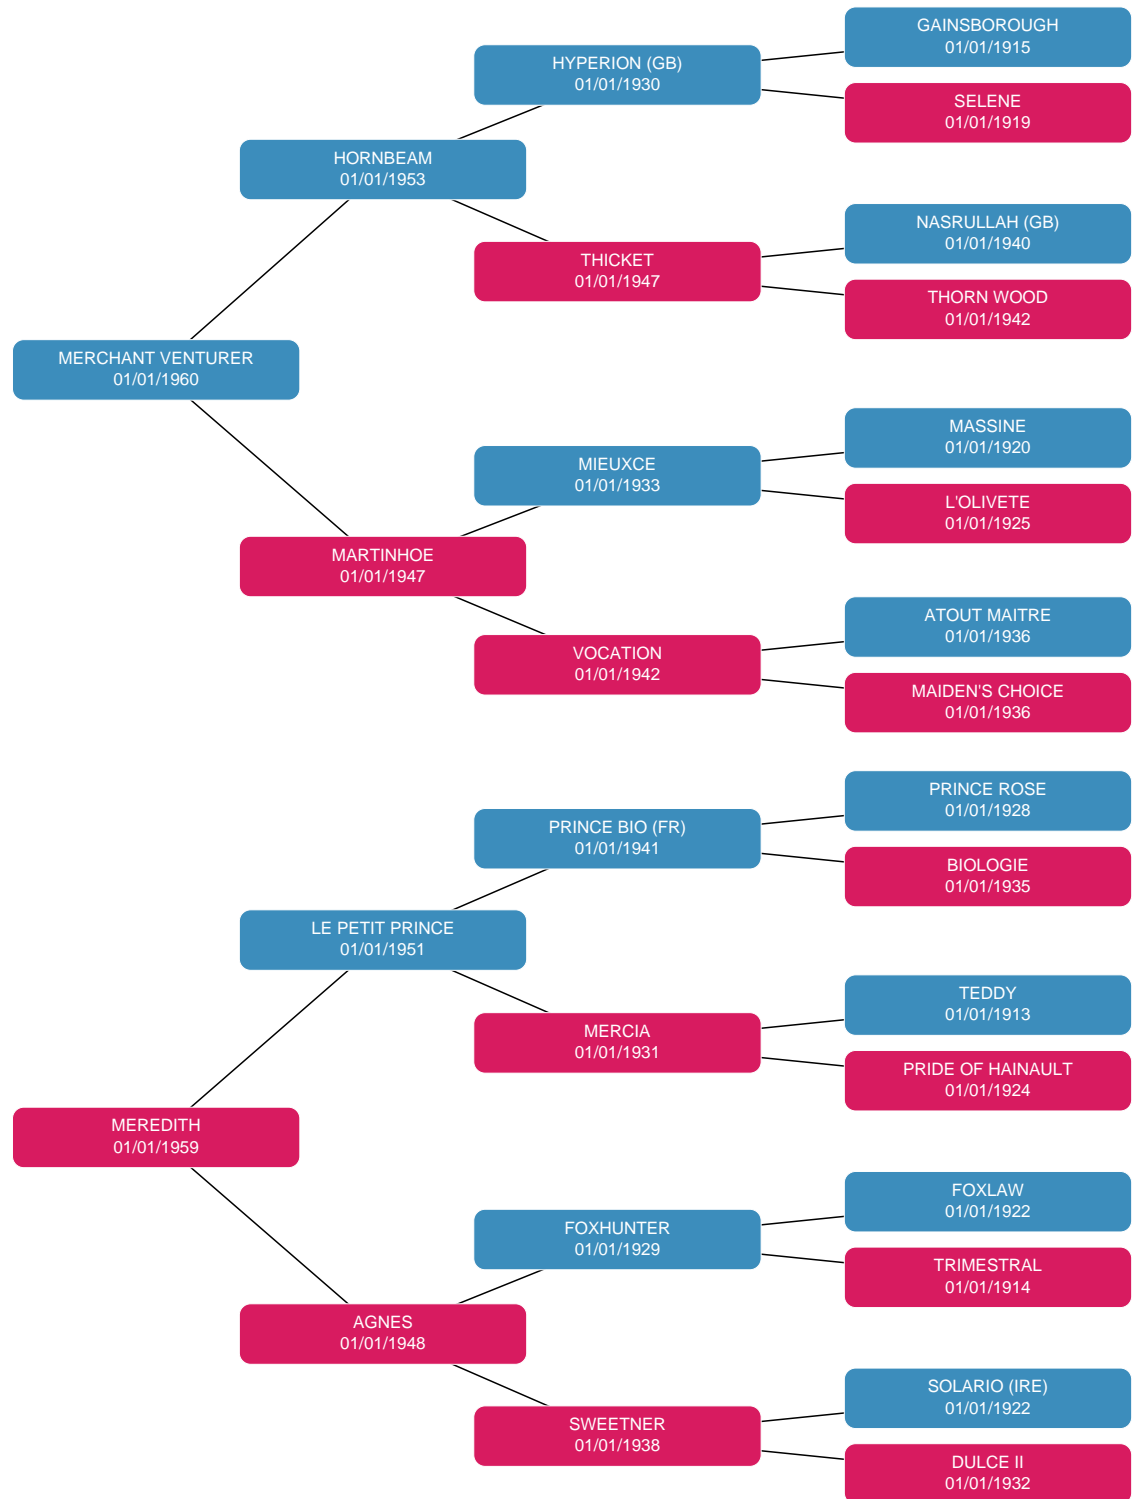 GAINSBOROUGH
01/01/1915
HYPERION (GB)
01/01/1930
SELENE
01/01/1919
HORNBEAM
01/01/1953
NASRULLAH (GB)
01/01/1940
THICKET
01/01/1947
THORN WOOD
01/01/1942
MERCHANT VENTURER
01/01/1960
MASSINE
01/01/1920
MIEUXCE
01/01/1933
L'OLIVETE
01/01/1925
MARTINHOE
01/01/1947
ATOUT MAITRE
01/01/1936
VOCATION
01/01/1942
MAIDEN'S CHOICE
01/01/1936
PRINCE ROSE
01/01/1928
PRINCE BIO (FR)
01/01/1941
BIOLOGIE
01/01/1935
LE PETIT PRINCE
01/01/1951
TEDDY
01/01/1913
MERCIA
01/01/1931
PRIDE OF HAINAULT
01/01/1924
MEREDITH
01/01/1959
FOXLAW
01/01/1922
FOXHUNTER
01/01/1929
TRIMESTRAL
01/01/1914
AGNES
01/01/1948
SOLARIO (IRE)
01/01/1922
SWEETNER
01/01/1938
DULCE II
01/01/1932